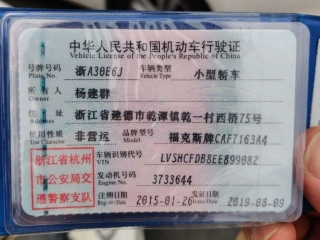 中华人民共和国机动车行驶证
Vehicle License of the People's Republic of China
号牌号码 浙A30E6J 车辆类型 小型轿车
Plate No. Vehicle Type
所有人 杨建群
Owner
住址 浙江省建德市乾潭镇乾一村西桥75号
Address
使用性质 非营运 品牌型号 福克斯牌CAF7163A4
Use Character Model
浙江省杭州市公安局交通警察支队
车辆识别代号 LVSHCFDB8EE899082
VIN
发动机号码 3733644
Engine No.
注册日期 2015-01-26 发证日期 2019-08-09
Register Date Issue Date